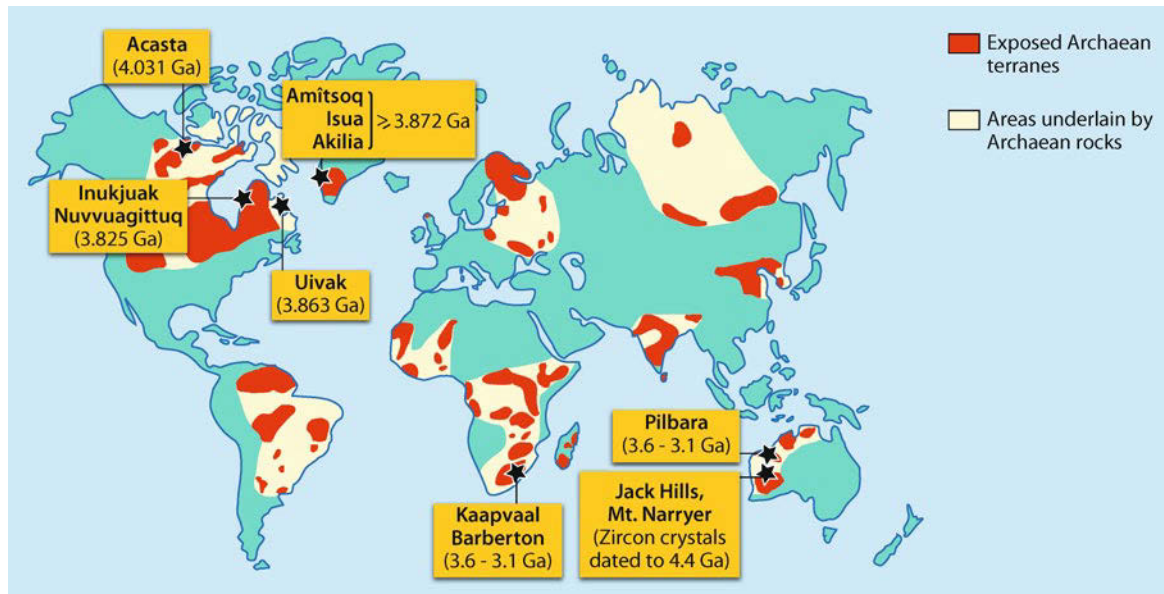 Acasta
(4.031 Ga)
Amîtsoq
Isua
Akilia
⩾ 3.872 Ga
Inukjuak
Nuvvuagittuq
(3.825 Ga)
Uivak
(3.863 Ga)
Pilbara
(3.6 - 3.1 Ga)
Jack Hills,
Mt. Narryer
(Zircon crystals
dated to 4.4 Ga)
Kaapvaal
Barberton
(3.6 - 3.1 Ga)
Exposed Archaean
terranes
Areas underlain by
Archaean rocks